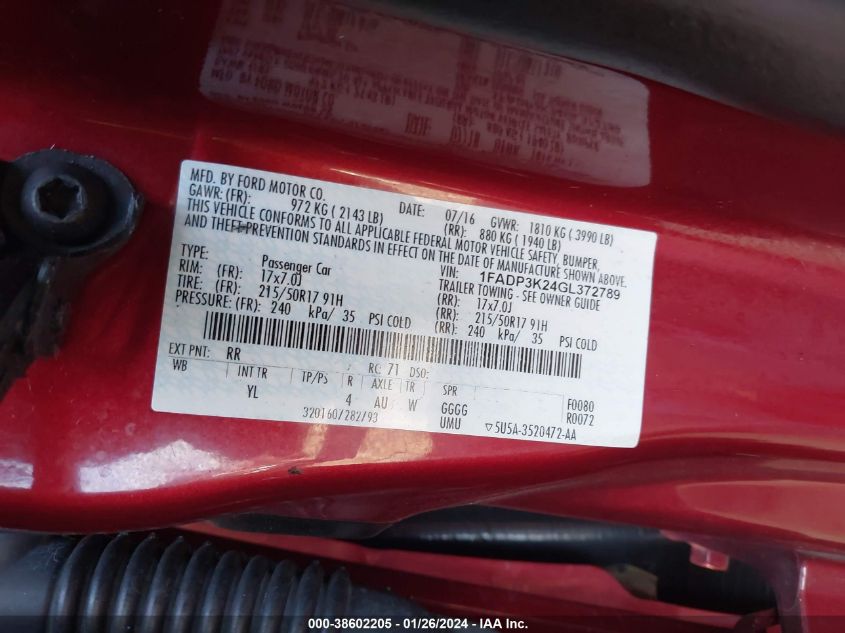 MFD. BY FORD MOTOR CO.
DATE: 07/16 GVWR: 1810 KG ( 3990 LB)
GAWR: (FR): 972 KG ( 2143 LB) (RR): 880 KG ( 1940 LB)
THIS VEHICLE CONFORMS TO ALL APPLICABLE FEDERAL MOTOR VEHICLE SAFETY, BUMPER,
AND THEFT PREVENTION STANDARDS IN EFFECT ON THE DATE OF MANUFACTURE SHOWN ABOVE.
VIN: 1FADP3K24GL372789
TYPE: Passenger Car TRAILER TOWING - SEE OWNER GUIDE
RIM: (FR): 17x7.0J (RR): 17x7.0J
TIRE: (FR): 215/50R17 91H (RR): 215/50R17 91H
PRESSURE: (FR): 240 kPa/ 35 PSI COLD (RR): 240 kPa/ 35 PSI COLD
EXT PNT: RR RC: 71 DSO:
WB INT TR TP/PS R AXLE TR SPR
YL 4 AU W GGGG F0080
320160/282/93 UMU R0072
▽5U5A-3520472-AA
000-38602205 - 01/26/2024 - IAAI.com.